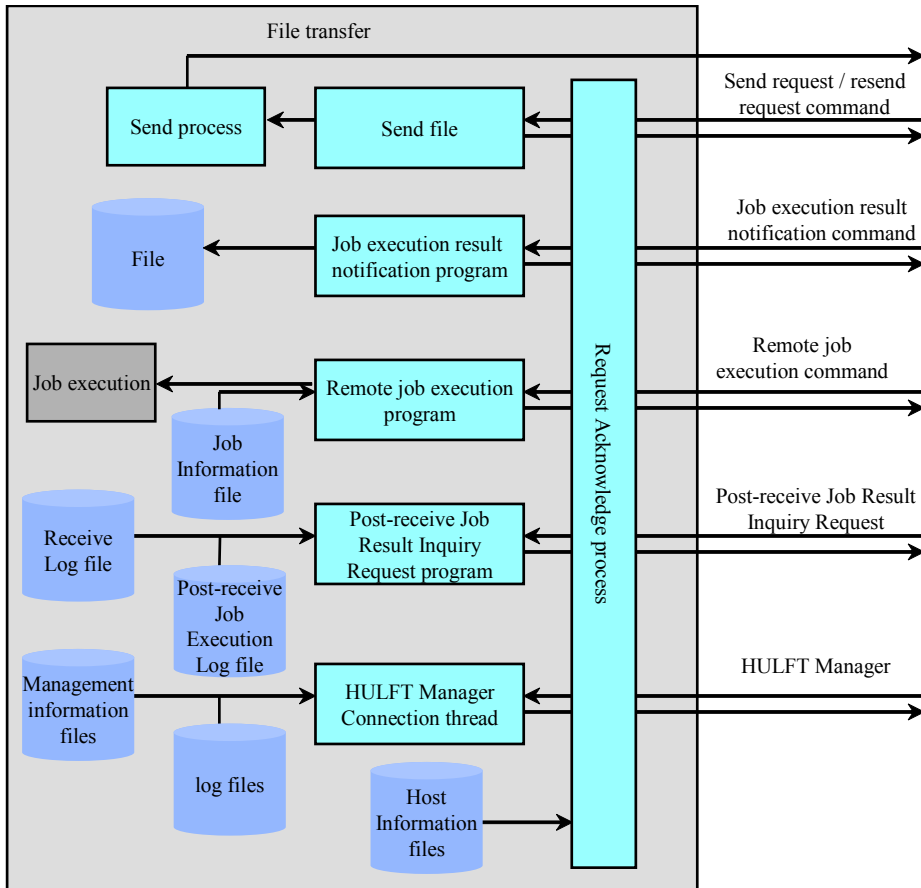 File transfer
Send request / resend
request command
Send process
Send file
Job execution result
notification command
File
Job execution result
notification program
Request Acknowledge process
Remote job
execution command
Job execution
Remote job execution
program
Job
Information
file
Post-receive Job Result
Inquiry Request
Receive
Log file
Post-receive Job
Result Inquiry
Request program
Post-receive
Job
Execution
Log file
HULFT Manager
Management
information
files
HULFT Manager
Connection thread
log files
Host
Information
files